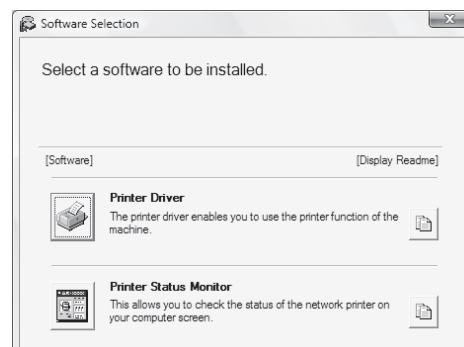 Software Selection
Select a software to be installed.
[Software] [Display Readme]
Printer Driver
The printer driver enables you to use the printer function of the
machine.
Printer Status Monitor
This allows you to check the status of the network printer on
your computer screen.